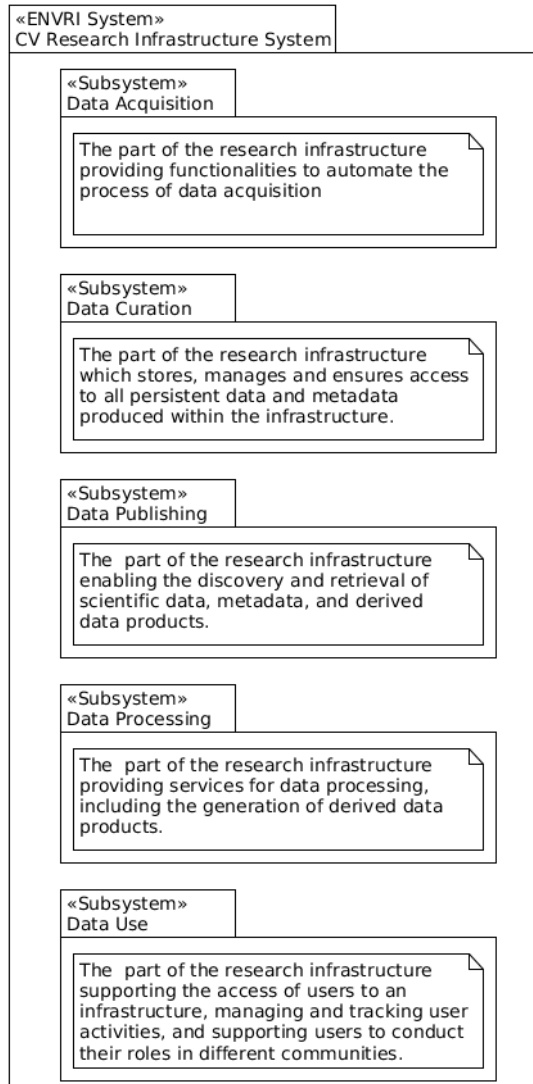 «ENVRI System»
CV Research Infrastructure System
«Subsystem»
Data Acquisition
The part of the research infrastructure
providing functionalities to automate the
process of data acquisition
«Subsystem»
Data Curation
The part of the research infrastructure
which stores, manages and ensures access
to all persistent data and metadata
produced within the infrastructure.
«Subsystem»
Data Publishing
The  part of the research infrastructure
enabling the discovery and retrieval of
scientific data, metadata, and derived
data products.
«Subsystem»
Data Processing
The  part of the research infrastructure
providing services for data processing,
including the generation of derived data
products.
«Subsystem»
Data Use
The  part of the research infrastructure
supporting the access of users to an
infrastructure, managing and tracking user
activities, and supporting users to conduct
their roles in different communities.